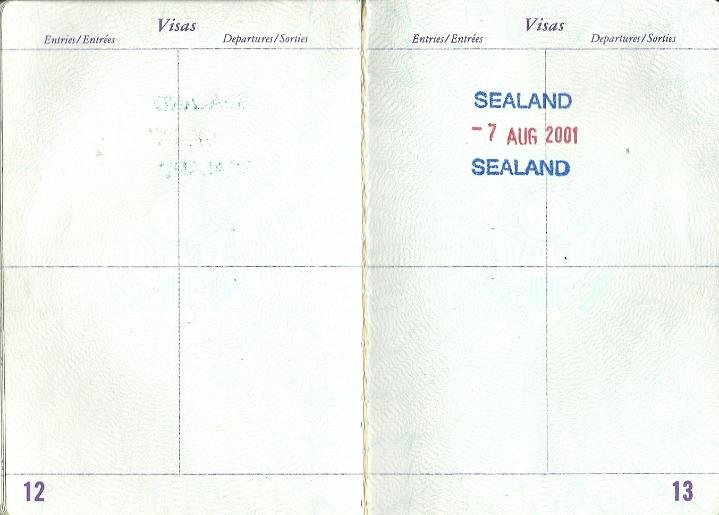 Visas
Entries/Entrées Departures/Sorties
12
Visas
Entries/Entrées Departures/Sorties
SEALAND
-7 AUG 2001
SEALAND
13